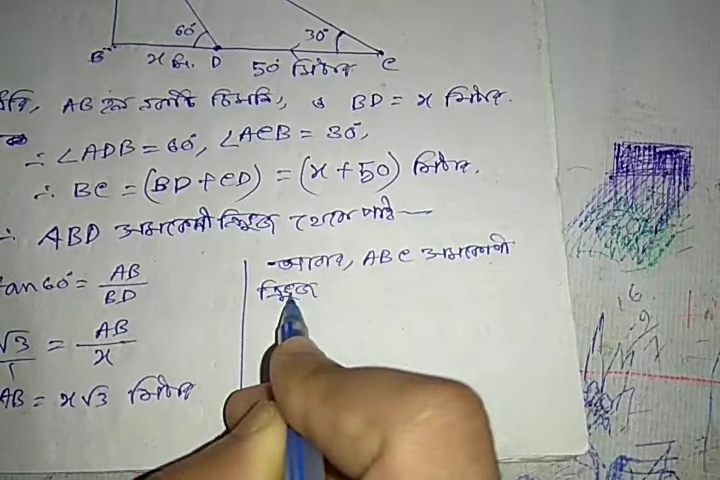 60° 30°
B x মি. D 50 মিটার C
ধরি, AB হল একটি চিমনি, ও BD = x মিটার.
∴ ∠ADB = 60°, ∠ACB = 30°,
∴ BC = (BD + CD) = (x + 50) মিটার.
∴ ABD সমকোণী ত্রিভুজ থেকে পাই —
tan 60° = AB / BD
√3 / 1 = AB / x
AB = x√3 মিটার
আবার, ABC সমকোণী
ত্রিভুজ